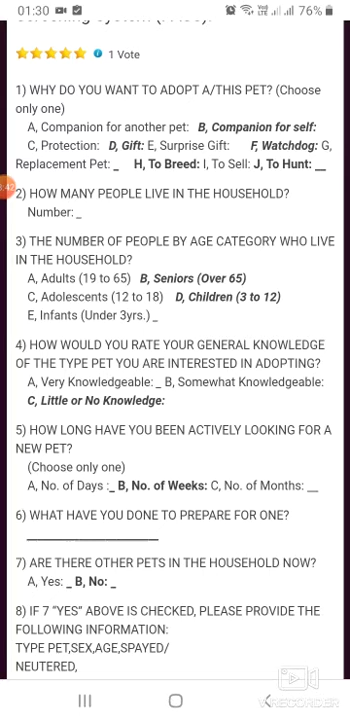 01:30 76%
1 Vote
1) WHY DO YOU WANT TO ADOPT A/THIS PET? (Choose
only one)
A, Companion for another pet: B, Companion for self:
C, Protection: D, Gift: E, Surprise Gift: F, Watchdog: G,
Replacement Pet: _ H, To Breed: I, To Sell: J, To Hunt: __
2) HOW MANY PEOPLE LIVE IN THE HOUSEHOLD?
Number: _
3) THE NUMBER OF PEOPLE BY AGE CATEGORY WHO LIVE
IN THE HOUSEHOLD?
A, Adults (19 to 65) B, Seniors (Over 65)
C, Adolescents (12 to 18) D, Children (3 to 12)
E, Infants (Under 3yrs.) _
4) HOW WOULD YOU RATE YOUR GENERAL KNOWLEDGE
OF THE TYPE PET YOU ARE INTERESTED IN ADOPTING?
A, Very Knowledgeable: _ B, Somewhat Knowledgeable:
C, Little or No Knowledge:
5) HOW LONG HAVE YOU BEEN ACTIVELY LOOKING FOR A
NEW PET?
(Choose only one)
A, No. of Days :_ B, No. of Weeks: C, No. of Months: __
6) WHAT HAVE YOU DONE TO PREPARE FOR ONE?
____________________
7) ARE THERE OTHER PETS IN THE HOUSEHOLD NOW?
A, Yes: _ B, No: _
8) IF 7 “YES” ABOVE IS CHECKED, PLEASE PROVIDE THE
FOLLOWING INFORMATION:
TYPE PET,SEX,AGE,SPAYED/
NEUTERED,